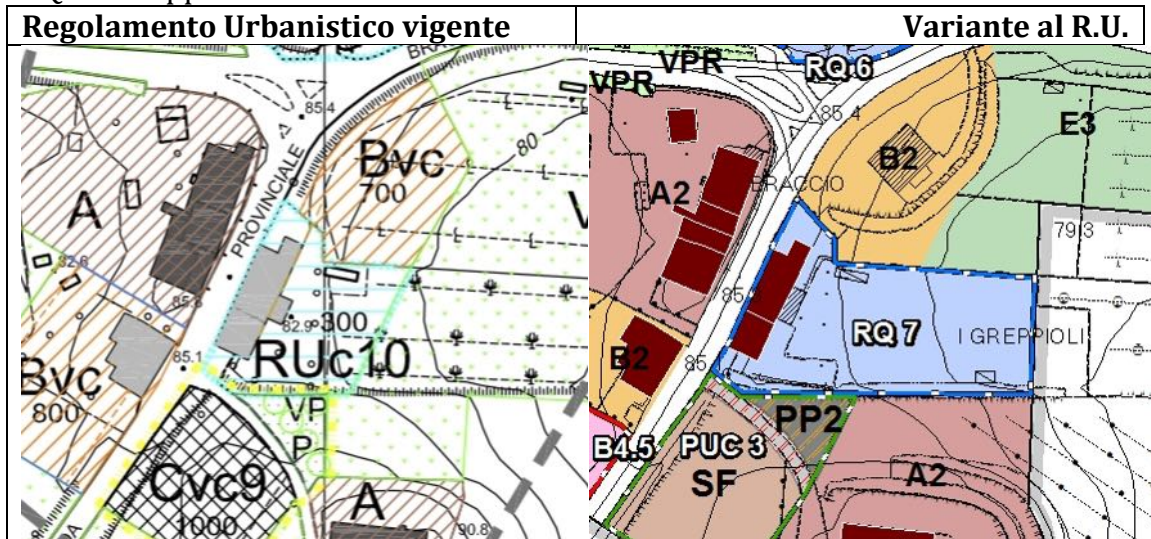 Regolamento Urbanistico vigente
Variante al R.U.
85.4
PROVINCIALE
Bvc
700
80
A
82.6
85.8
82.9
300
RUc10
85.1
Bvc
800
VP
P
Cvc9
1000
A
90.8
VPR
VPR
RQ 6
85.4
E3
B2
BRACCIO
A2
79.3
85
RQ 7
I GREPPIOLI
B2
85
PP2
B4.5
PUC 3
SF
A2